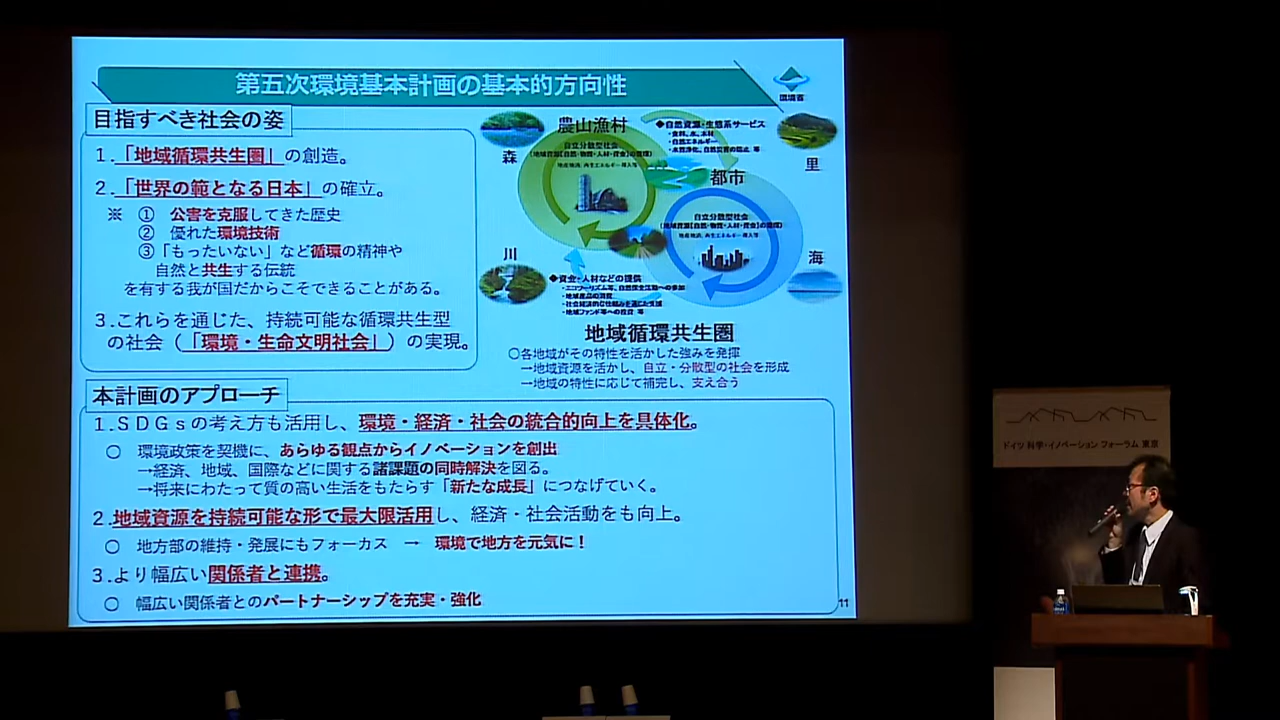 第五次環境基本計画の基本的方向性
環境省
目指すべき社会の姿
1.「地域循環共生圏」の創造。
2.「世界の範となる日本」の確立。
※ ① 公害を克服してきた歴史
② 優れた環境技術
③「もったいない」など循環の精神や
自然と共生する伝統
を有する我が国だからこそできることがある。
3.これらを通じた、持続可能な循環共生型
の社会（「環境・生命文明社会」）の実現。
農山漁村
森
自立分散型社会
(地域資源【自然・物質・人材・資金】の循環)
地産地消、再生エネルギー導入等
◆自然資源・生態系サービス
・食料、水、木材
・自然エネルギー
・水質浄化、自然災害の防止 等
里
都市
自立分散型社会
(地域資源【自然・物質・人材・資金】の循環)
地産地消、再生エネルギー導入等
川
海
◆資金・人材などの提供
・エコツーリズム等、自然保全活動への参加
・地域産品の消費
・社会経済的な仕組みを通じた支援
・地域ファンド等への投資 等
地域循環共生圏
○各地域がその特性を活かした強みを発揮
→地域資源を活かし、自立・分散型の社会を形成
→地域の特性に応じて補完し、支え合う
本計画のアプローチ
1.ＳＤＧｓの考え方も活用し、環境・経済・社会の統合的向上を具体化。
○ 環境政策を契機に、あらゆる観点からイノベーションを創出
→経済、地域、国際などに関する諸課題の同時解決を図る。
→将来にわたって質の高い生活をもたらす「新たな成長」につなげていく。
2.地域資源を持続可能な形で最大限活用し、経済・社会活動をも向上。
○ 地方部の維持・発展にもフォーカス → 環境で地方を元気に！
3.より幅広い関係者と連携。
○ 幅広い関係者とのパートナーシップを充実・強化
11
ドイツ 科学・イノベーション フォーラム 東京